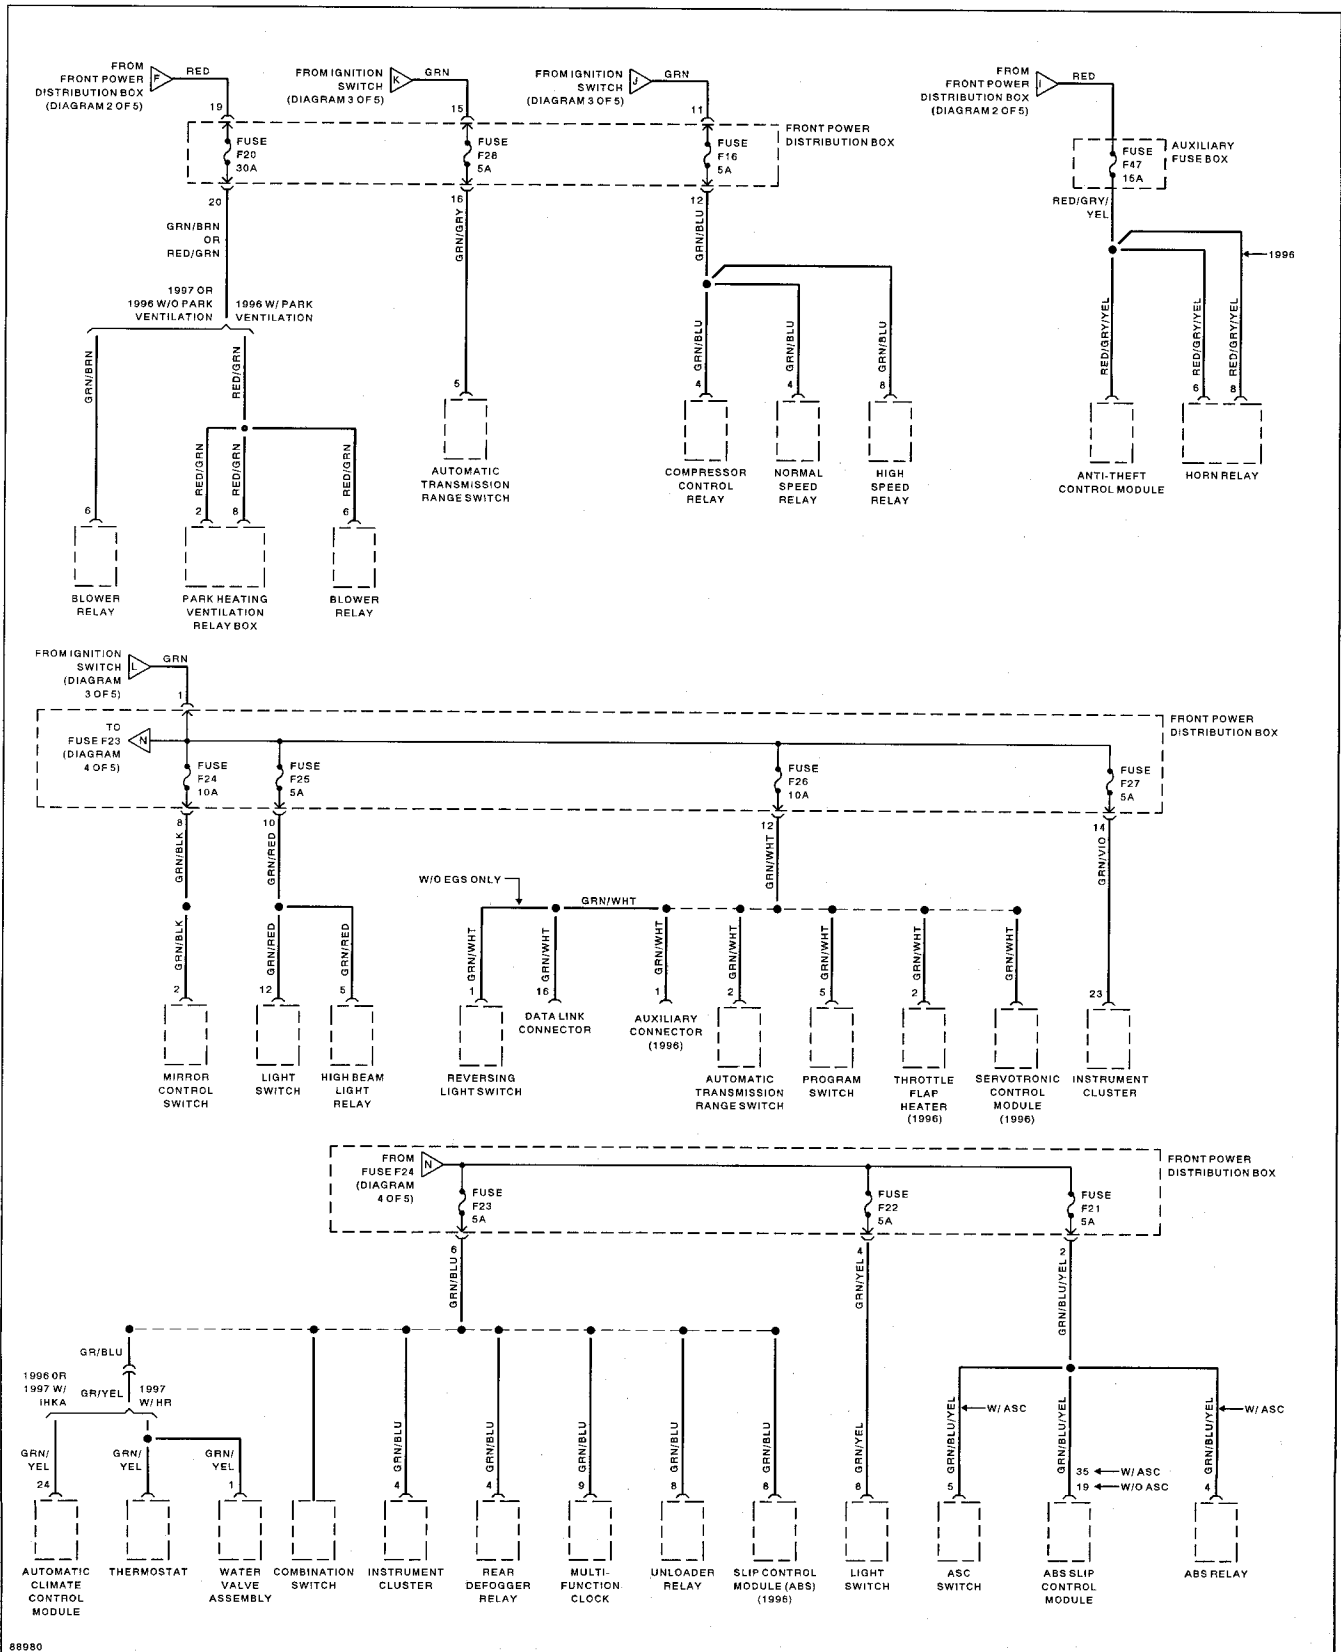 FROM
FRONT POWER
DISTRIBUTION BOX
(DIAGRAM 2 OF 5)
F
RED
19
FROM IGNITION
SWITCH
(DIAGRAM 3 OF 5)
K
GRN
15
FROM IGNITION
SWITCH
(DIAGRAM 3 OF 5)
J
GRN
11
FROM
FRONT POWER
DISTRIBUTION BOX
(DIAGRAM 2 OF 5)
I
RED
FUSE
F20
30A
FUSE
F28
5A
FUSE
F16
5A
FRONT POWER
DISTRIBUTION BOX
FUSE
F47
15A
AUXILIARY
FUSE BOX
20
GRN/BRN
OR
RED/GRN
16
GRN/GRY
12
GRN/BLU
RED/GRY/
YEL
1996
1997 OR
1996 W/O PARK
VENTILATION
1996 W/ PARK
VENTILATION
GRN/BRN
RED/GRN
GRN/BLU
GRN/BLU
GRN/BLU
RED/GRY/YEL
RED/GRY/YEL
RED/GRY/YEL
5
4
4
8
6
8
RED/GRN
RED/GRN
RED/GRN
AUTOMATIC
TRANSMISSION
RANGE SWITCH
COMPRESSOR
CONTROL
RELAY
NORMAL
SPEED
RELAY
HIGH
SPEED
RELAY
ANTI-THEFT
CONTROL MODULE
HORN RELAY
6
2
8
6
BLOWER
RELAY
PARK HEATING
VENTILATION
RELAY BOX
BLOWER
RELAY
FROM IGNITION
SWITCH
(DIAGRAM
3 OF 5)
L
GRN
1
TO
FUSE F23
(DIAGRAM
4 OF 5)
N
FRONT POWER
DISTRIBUTION BOX
FUSE
F24
10A
FUSE
F25
5A
FUSE
F26
10A
FUSE
F27
5A
8
GRN/BLK
10
GRN/RED
12
GRN/WHT
14
GRN/VIO
W/O EGS ONLY
GRN/WHT
GRN/BLK
GRN/RED
GRN/RED
GRN/WHT
GRN/WHT
GRN/WHT
GRN/WHT
GRN/WHT
GRN/WHT
GRN/WHT
2
12
5
1
16
1
2
5
2
23
MIRROR
CONTROL
SWITCH
LIGHT
SWITCH
HIGH BEAM
LIGHT
RELAY
REVERSING
LIGHT SWITCH
DATA LINK
CONNECTOR
AUXILIARY
CONNECTOR
(1996)
AUTOMATIC
TRANSMISSION
RANGE SWITCH
PROGRAM
SWITCH
THROTTLE
FLAP
HEATER
(1996)
SERVOTRONIC
CONTROL
MODULE
(1996)
INSTRUMENT
CLUSTER
FROM
FUSE F24
(DIAGRAM
4 OF 5)
N
FRONT POWER
DISTRIBUTION BOX
FUSE
F23
5A
FUSE
F22
5A
FUSE
F21
5A
6
GRN/BLU
4
GRN/YEL
2
GRN/BLU/YEL
GR/BLU
GR/YEL
1996 OR
1997 W/
IHKA
1997
W/ HR
W/ ASC
W/ ASC
GRN/
YEL
GRN/
YEL
GRN/
YEL
GRN/BLU
GRN/BLU
GRN/BLU
GRN/BLU
GRN/BLU
GRN/YEL
GRN/BLU/YEL
GRN/BLU/YEL
GRN/BLU/YEL
35
W/ ASC
19
W/O ASC
24
1
4
4
9
8
6
6
5
4
AUTOMATIC
CLIMATE
CONTROL
MODULE
THERMOSTAT
WATER
VALVE
ASSEMBLY
COMBINATION
SWITCH
INSTRUMENT
CLUSTER
REAR
DEFOGGER
RELAY
MULTI-
FUNCTION
CLOCK
UNLOADER
RELAY
SLIP CONTROL
MODULE (ABS)
(1996)
LIGHT
SWITCH
ASC
SWITCH
ABS SLIP
CONTROL
MODULE
ABS RELAY
88980